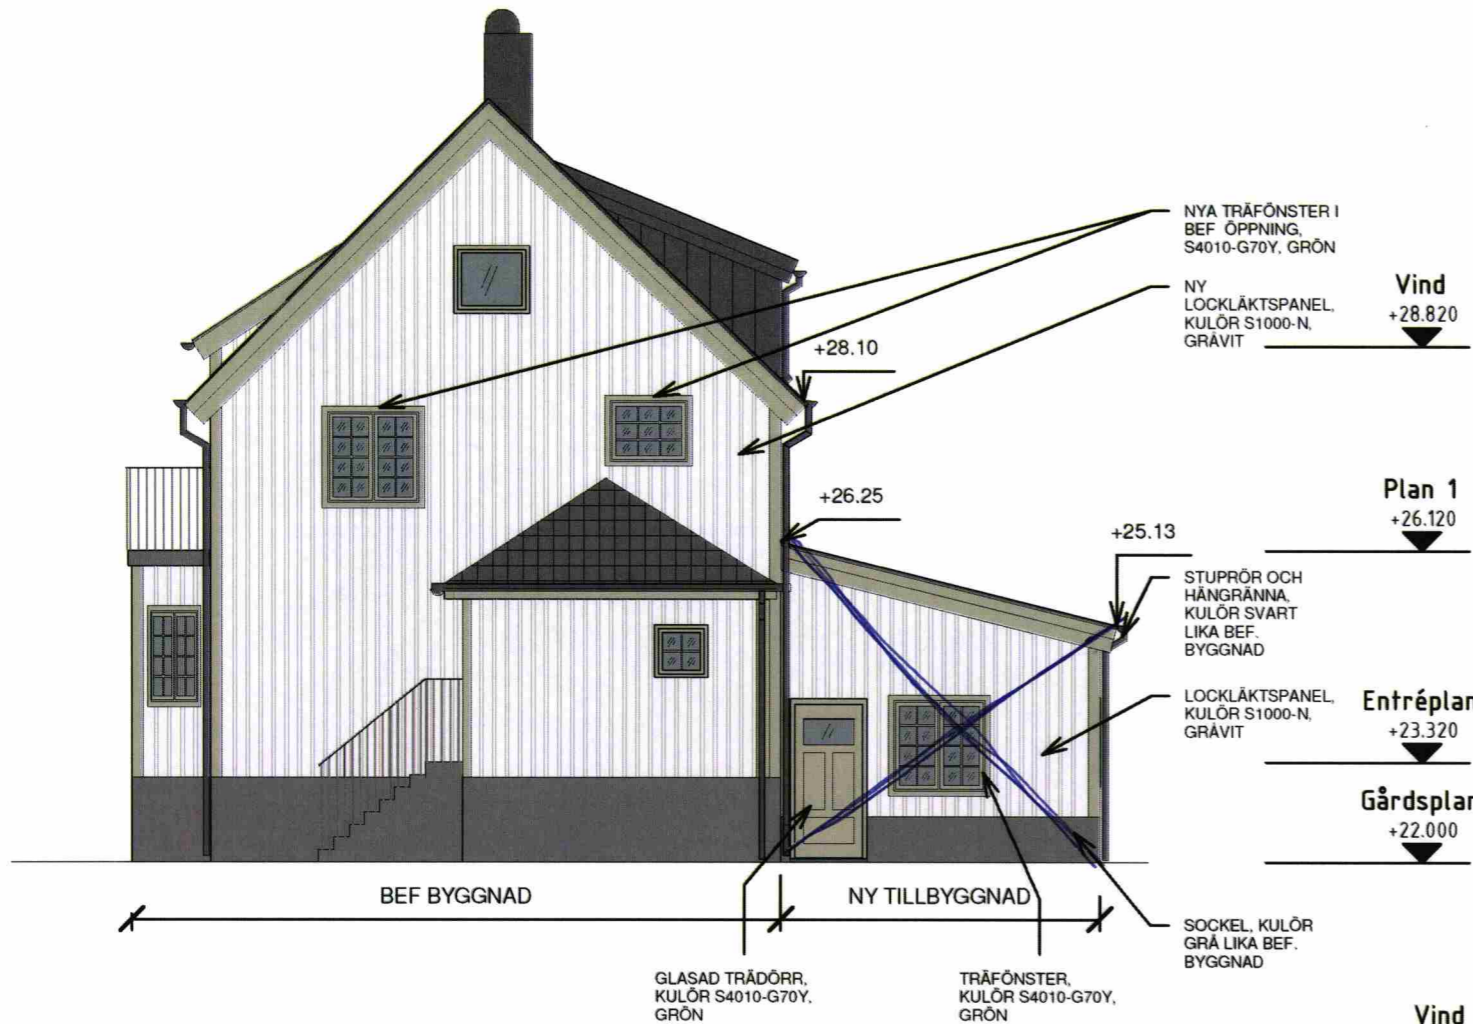 NYA TRÄFÖNSTER I
BEF ÖPPNING,
S4010-G70Y, GRÖN
NY
LOCKLÄKTSPANEL,
KULÖR S1000-N,
GRÅVIT
Vind
+28.820
+28.10
+26.25
Plan 1
+26.120
+25.13
STUPRÖR OCH
HÄNGRÄNNA,
KULÖR SVART
LIKA BEF.
BYGGNAD
LOCKLÄKTSPANEL,
KULÖR S1000-N,
GRÅVIT
Entréplan
+23.320
Gårdsplan
+22.000
BEF BYGGNAD
NY TILLBYGGNAD
SOCKEL, KULÖR
GRÅ LIKA BEF.
BYGGNAD
GLASAD TRÄDÖRR,
KULÖR S4010-G70Y,
GRÖN
TRÄFÖNSTER,
KULÖR S4010-G70Y,
GRÖN
Vind